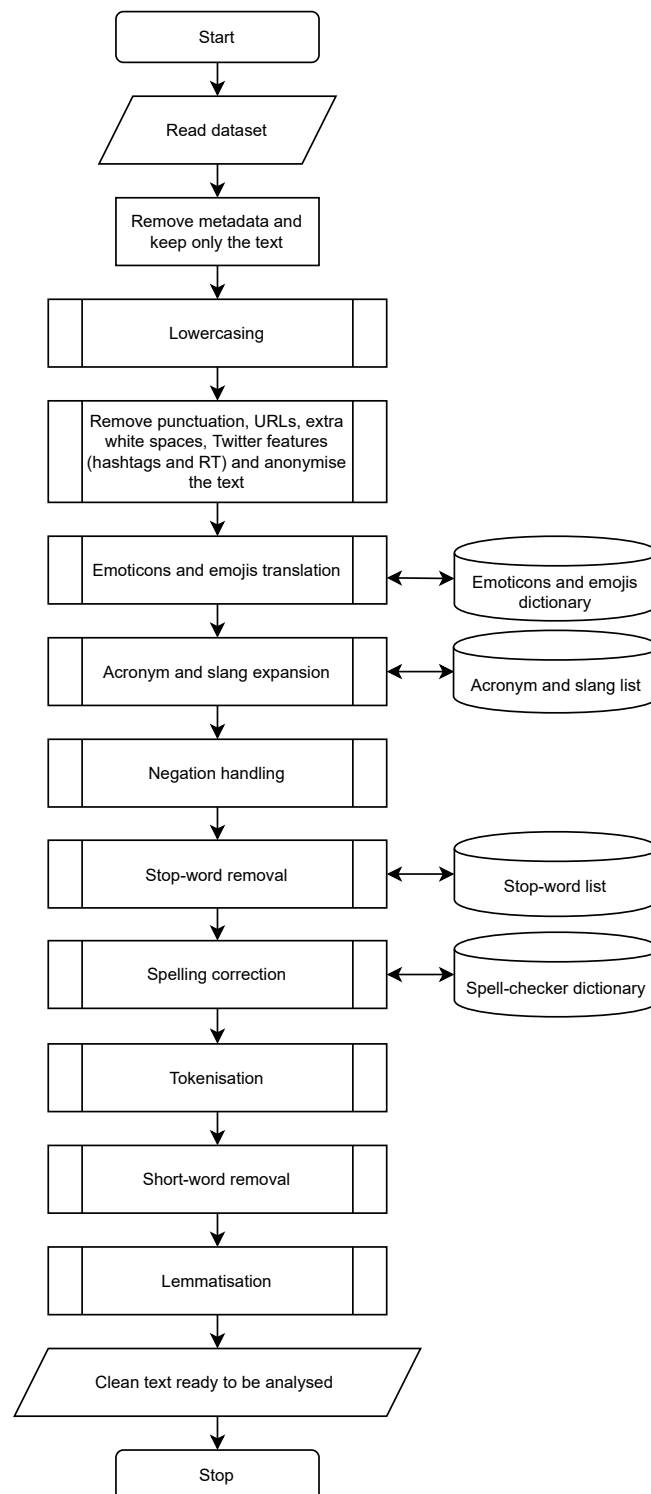 Start
Read dataset
Remove metadata and
keep only the text
Lowercasing
Remove punctuation, URLs, extra
white spaces, Twitter features
(hashtags and RT) and anonymise
the text
Emoticons and emojis translation
Emoticons and emojis
dictionary
Acronym and slang expansion
Acronym and slang list
Negation handling
Stop-word removal
Stop-word list
Spelling correction
Spell-checker dictionary
Tokenisation
Short-word removal
Lemmatisation
Clean text ready to be analysed
Stop